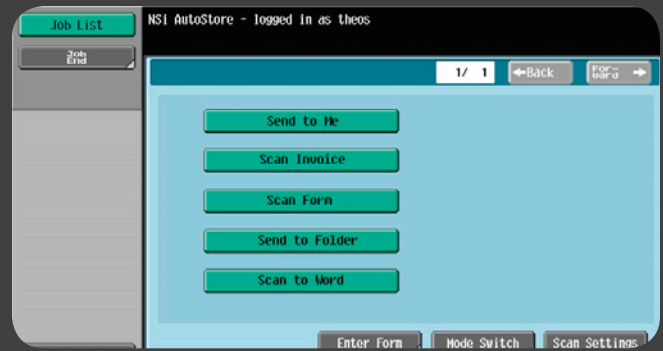 Job List
NSi AutoStore - logged in as theos
Job
End
1/ 1
←Back
For-
ward →
Send to Me
Scan Invoice
Scan Form
Send to Folder
Scan to Word
Enter Form
Mode Switch
Scan Settings